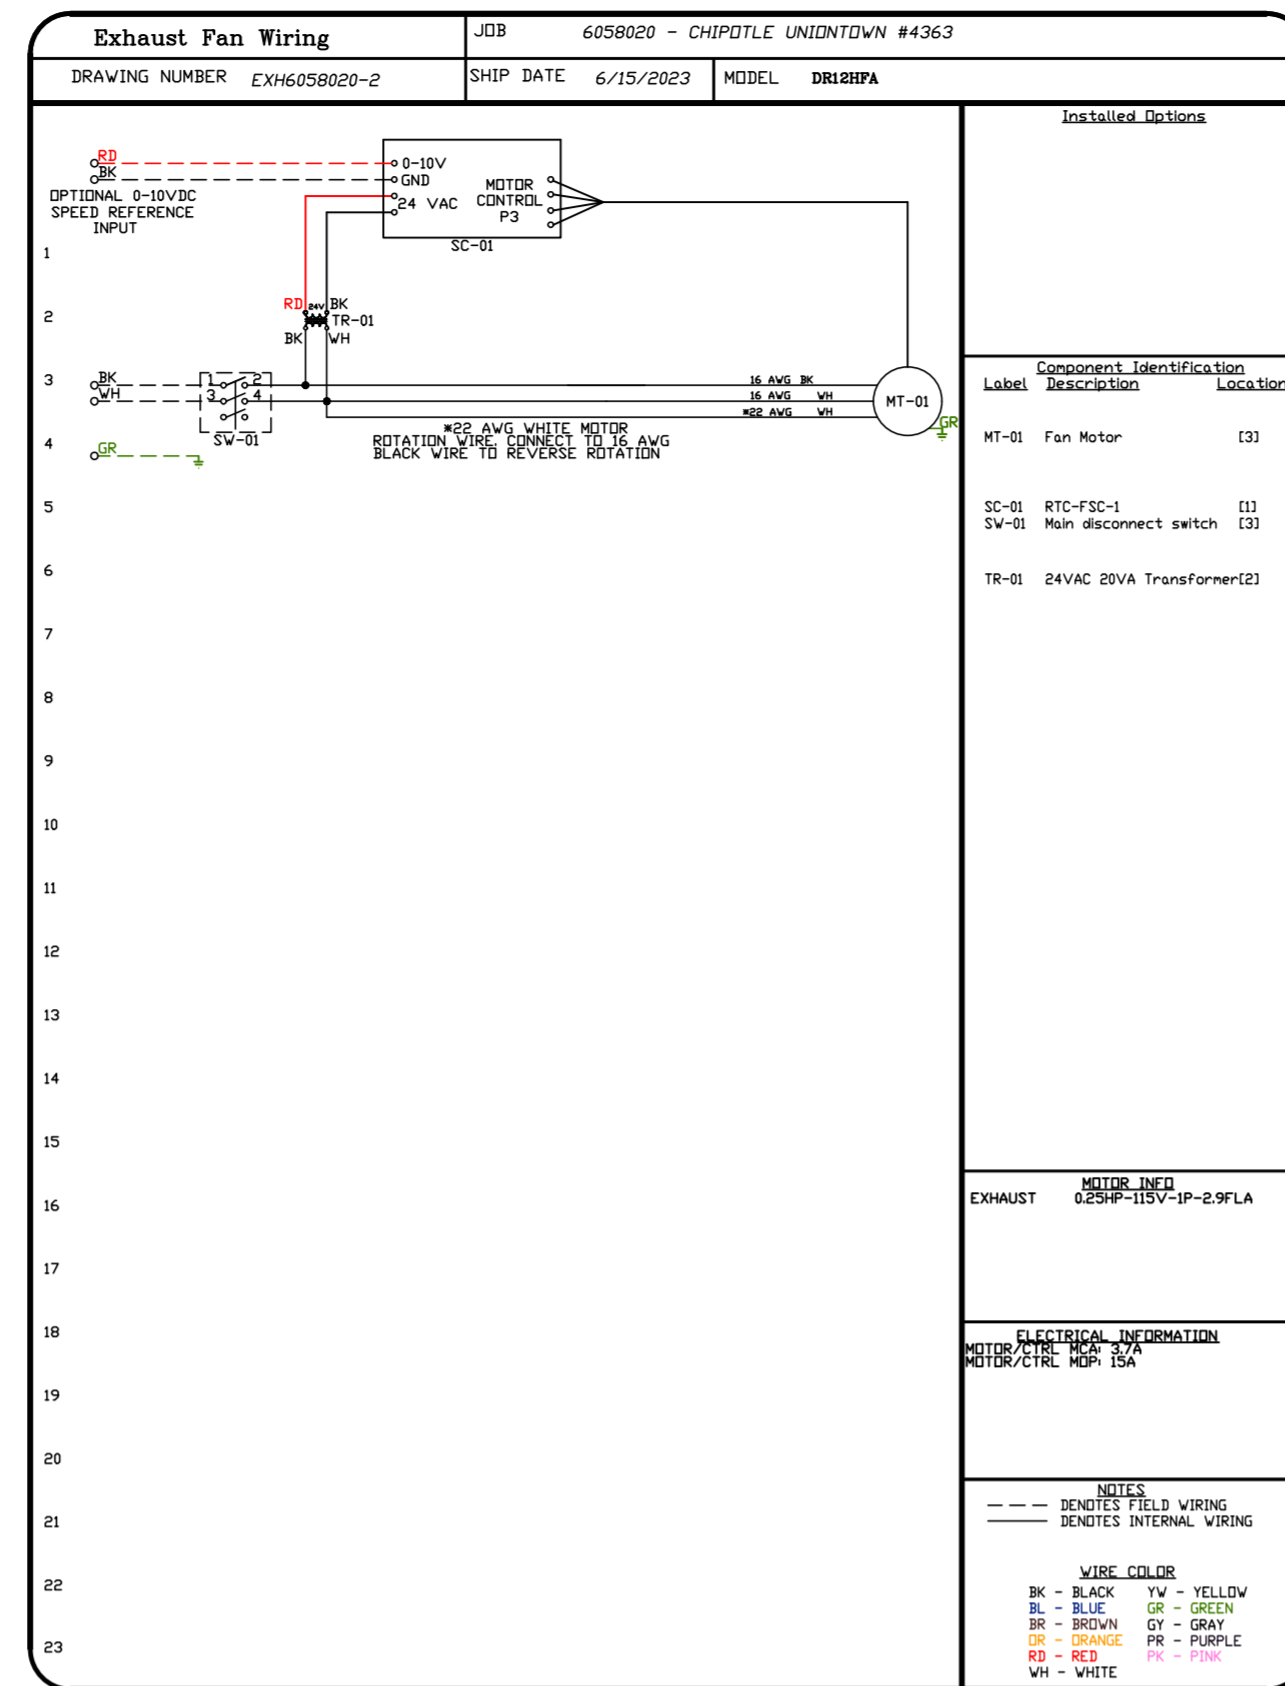 Exhaust Fan Wiring
JOB 6058020 - CHIPOTLE UNIONTOWN #4363
DRAWING NUMBER EXH6058020-2
SHIP DATE 6/15/2023
MODEL DR12HFA
RD
BK
OPTIONAL 0-10VDC
SPEED REFERENCE
INPUT
0-10V
GND
24 VAC
MOTOR
CONTROL
P3
SC-01
RD 24V BK
TR-01
BK WH
BK
WH
1 2
3 4
SW-01
GR
16 AWG BK
16 AWG WH
*22 AWG WH
MT-01
GR
*22 AWG WHITE MOTOR
ROTATION WIRE. CONNECT TO 16 AWG
BLACK WIRE TO REVERSE ROTATION
1
2
3
4
5
6
7
8
9
10
11
12
13
14
15
16
17
18
19
20
21
22
23
Installed Options
Component Identification
Label Description Location
MT-01 Fan Motor [3]
SC-01 RTC-FSC-1 [1]
SW-01 Main disconnect switch [3]
TR-01 24VAC 20VA Transformer[2]
MOTOR INFO
EXHAUST 0.25HP-115V-1P-2.9FLA
ELECTRICAL INFORMATION
MOTOR/CTRL MCA: 3.7A
MOTOR/CTRL MOP: 15A
NOTES
DENOTES FIELD WIRING
DENOTES INTERNAL WIRING
WIRE COLOR
BK - BLACK YW - YELLOW
BL - BLUE GR - GREEN
BR - BROWN GY - GRAY
OR - ORANGE PR - PURPLE
RD - RED PK - PINK
WH - WHITE